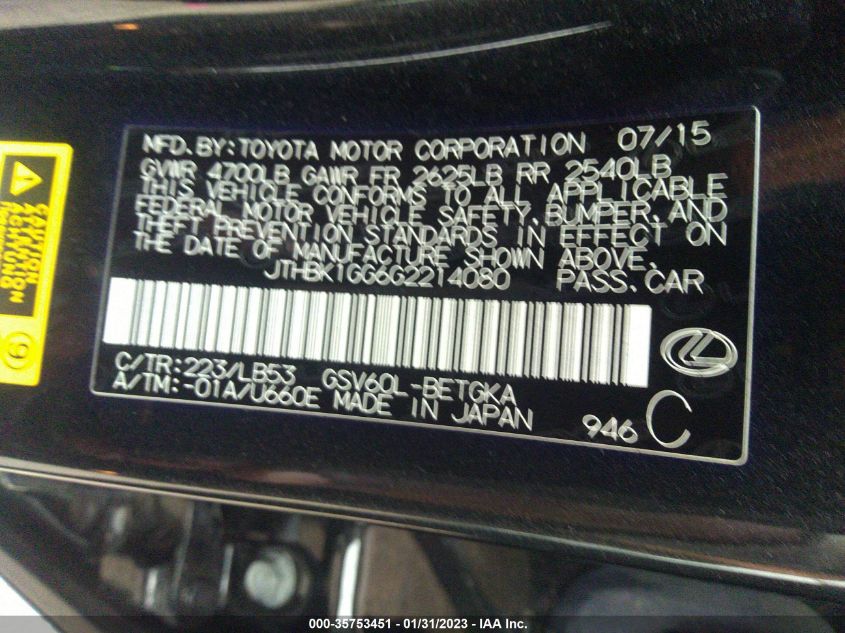 MFD. BY: TOYOTA MOTOR CORPORATION 07/15
GVWR 4700LB GAWR FR 2625LB RR 2540LB
THIS VEHICLE CONFORMS TO ALL APPLICABLE
FEDERAL MOTOR VEHICLE SAFETY, BUMPER, AND
THEFT PREVENTION STANDARDS IN EFFECT ON
THE DATE OF MANUFACTURE SHOWN ABOVE.
JTHBK1GG6G2214080 PASS. CAR
C/TR: 223/LB53 GSV60L-BETGKA
A/TM: -01A/U660E MADE IN JAPAN
946 C
CAUTION
ATTENTION
9
000-35753451 - 01/31/2023 - IAA Inc.